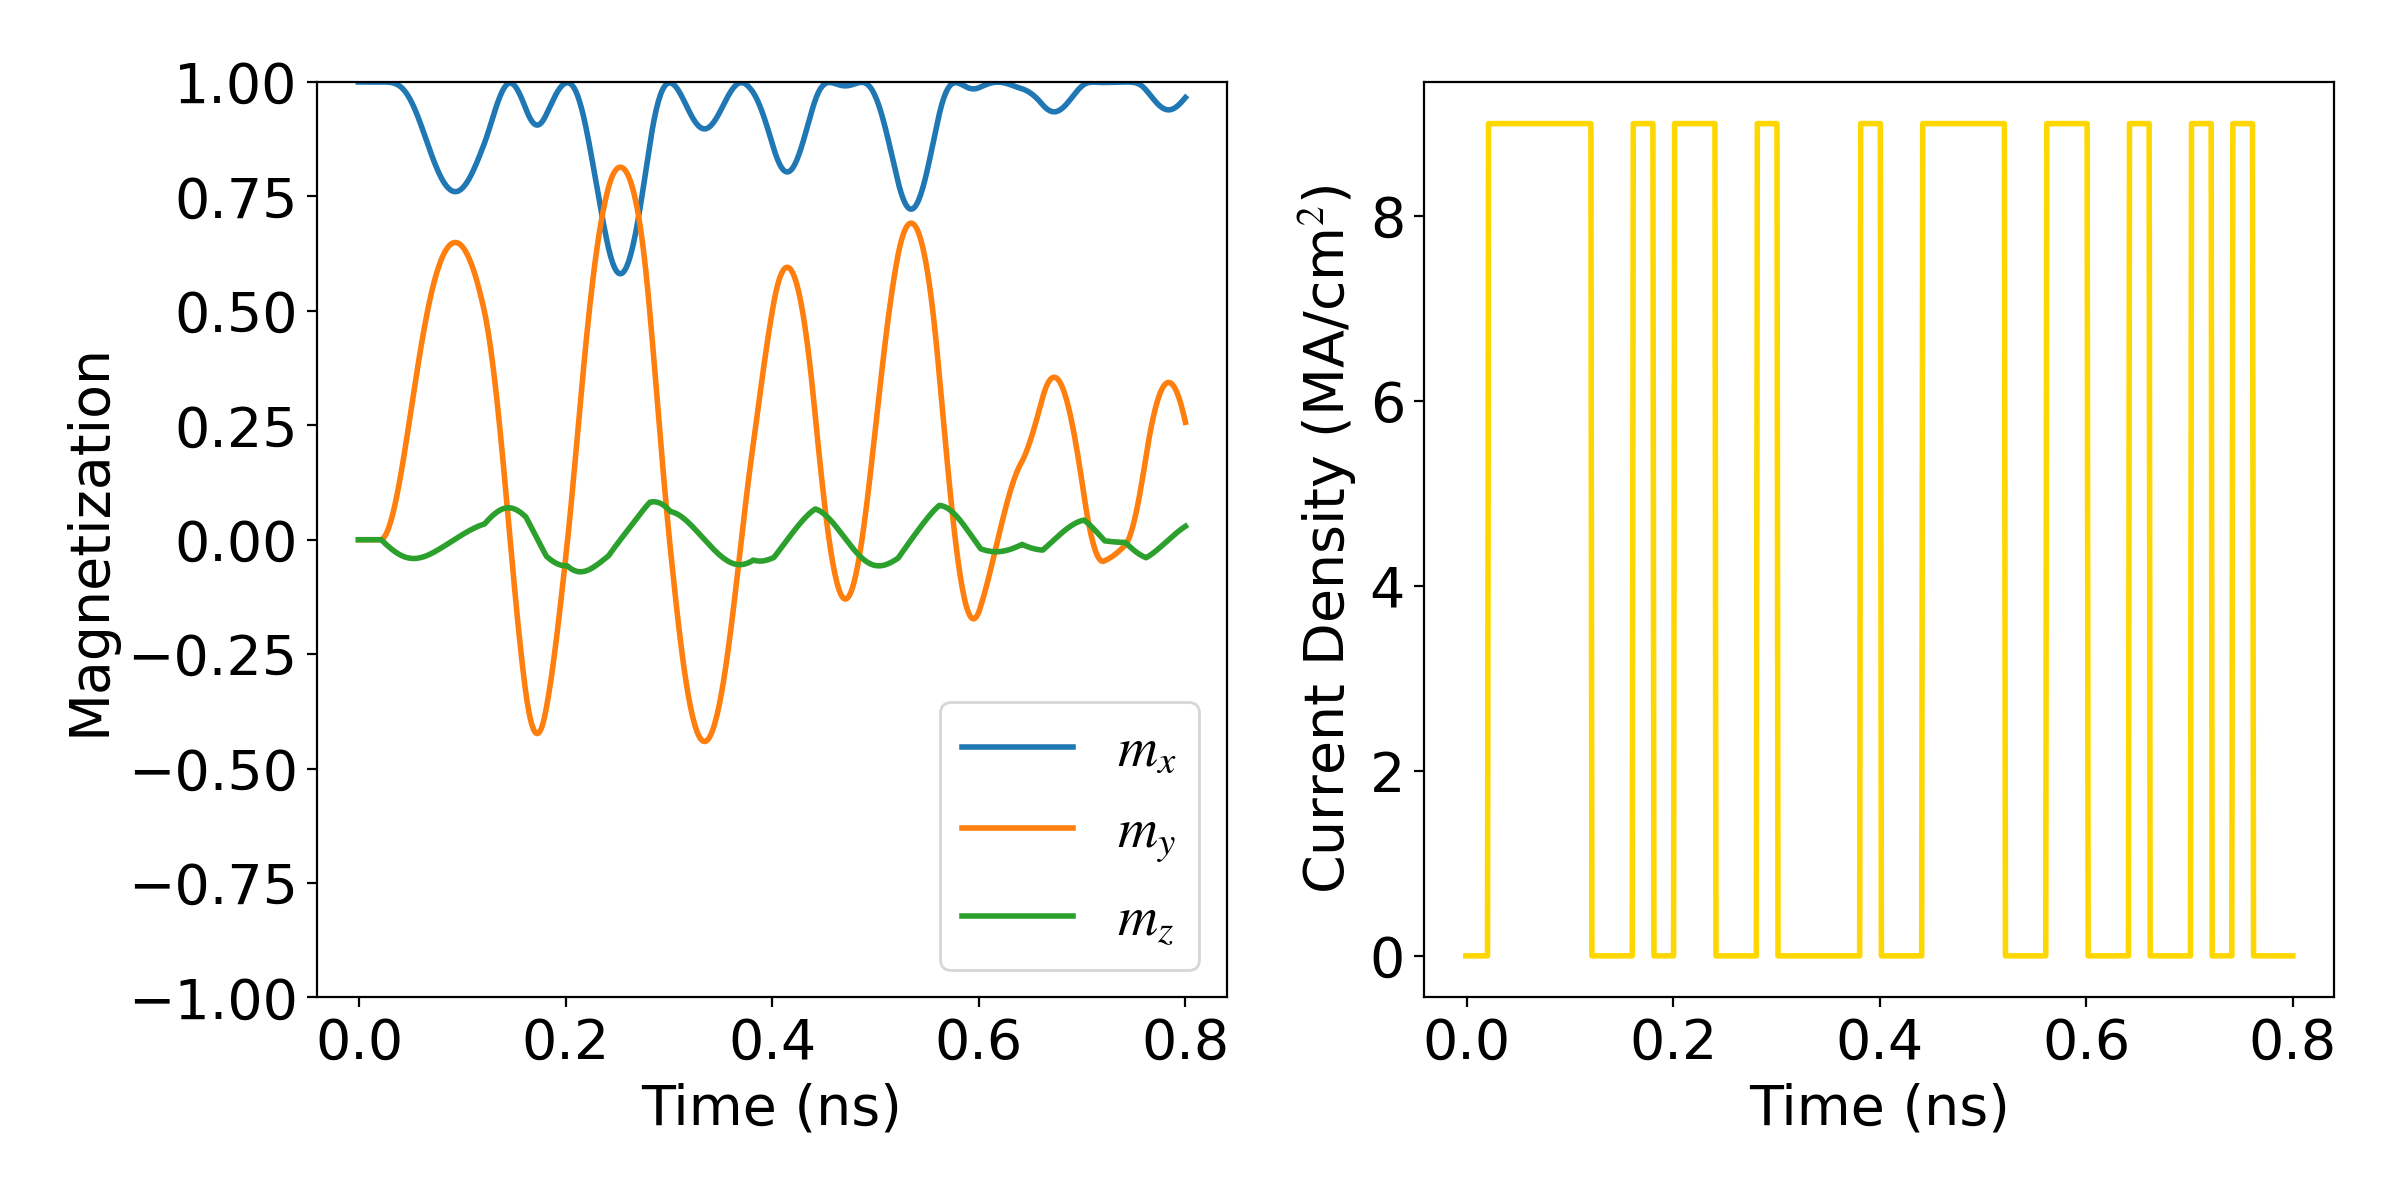 Magnetization
1.00
0.75
0.50
0.25
0.00
−0.25
−0.50
−0.75
−1.00
0.0 0.2 0.4 0.6 0.8
Time (ns)
mₓ
m_y
m_z
Current Density (MA/cm²)
8
6
4
2
0
0.0 0.2 0.4 0.6 0.8
Time (ns)